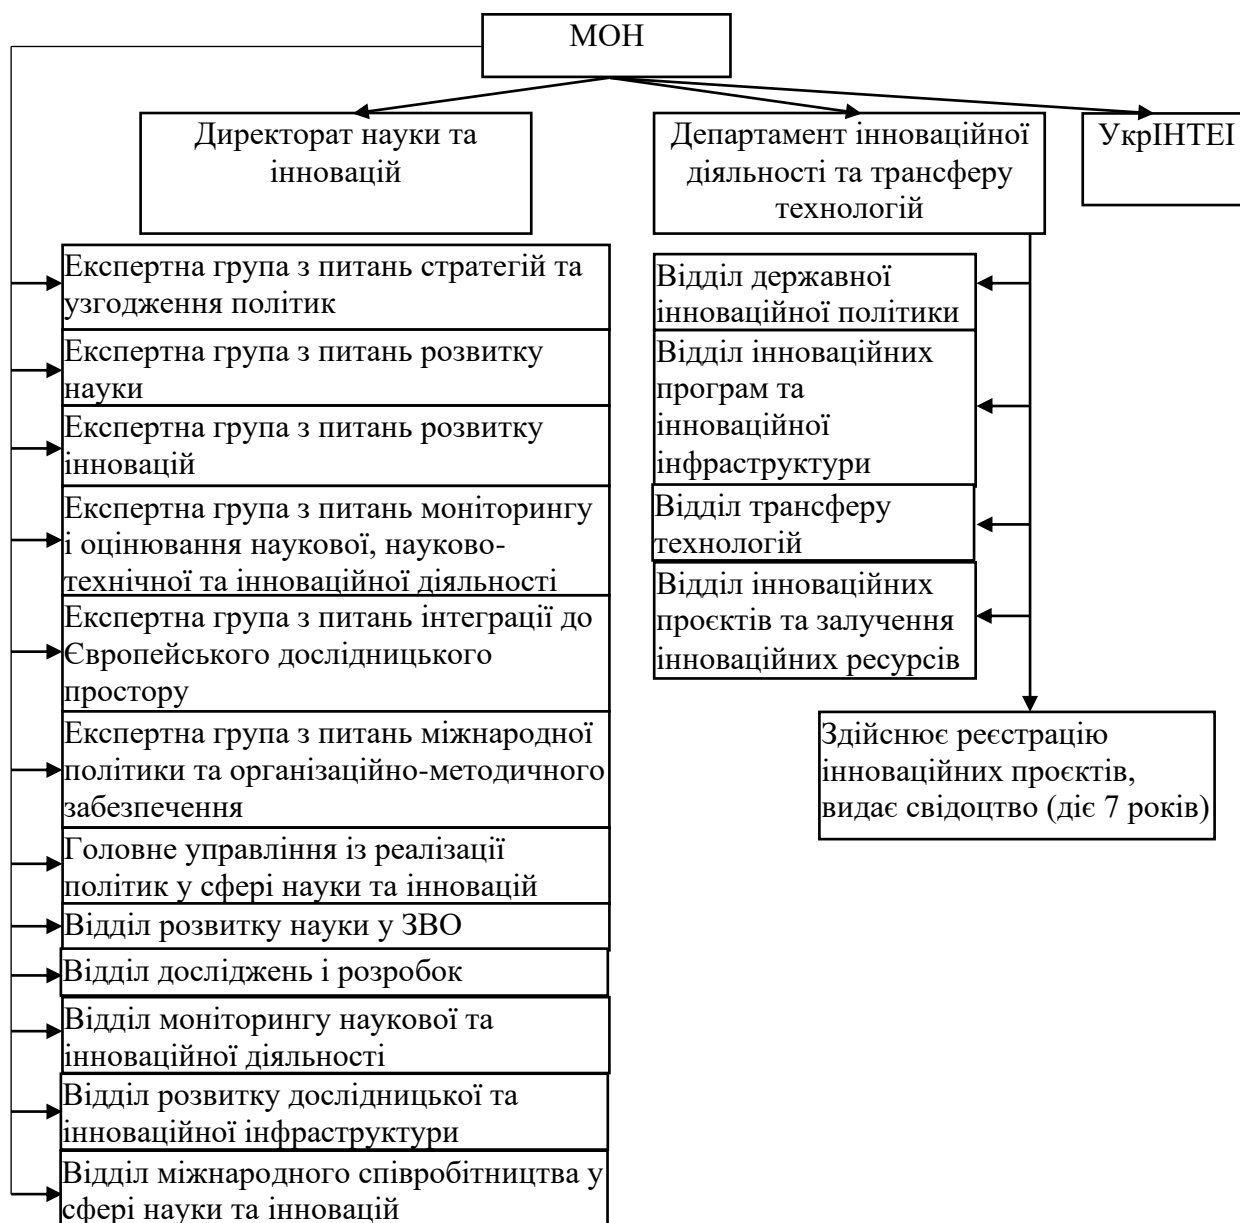 МОН
Директорат науки та
інновацій
Департамент інноваційної
діяльності та трансферу
технологій
УкрІНТЕІ
Експертна група з питань стратегій та
узгодження політик
Експертна група з питань розвитку
науки
Експертна група з питань розвитку
інновацій
Експертна група з питань моніторингу
і оцінювання наукової, науково-
технічної та інноваційної діяльності
Експертна група з питань інтеграції до
Європейського дослідницького
простору
Експертна група з питань міжнародної
політики та організаційно-методичного
забезпечення
Головне управління із реалізації
політик у сфері науки та інновацій
Відділ розвитку науки у ЗВО
Відділ досліджень і розробок
Відділ моніторингу наукової та
інноваційної діяльності
Відділ розвитку дослідницької та
інноваційної інфраструктури
Відділ міжнародного співробітництва у
сфері науки та інновацій
Відділ державної
інноваційної політики
Відділ інноваційних
програм та
інноваційної
інфраструктури
Відділ трансферу
технологій
Відділ інноваційних
проєктів та залучення
інноваційних ресурсів
Здійснює реєстрацію
інноваційних проєктів,
видає свідоцтво (діє 7 років)